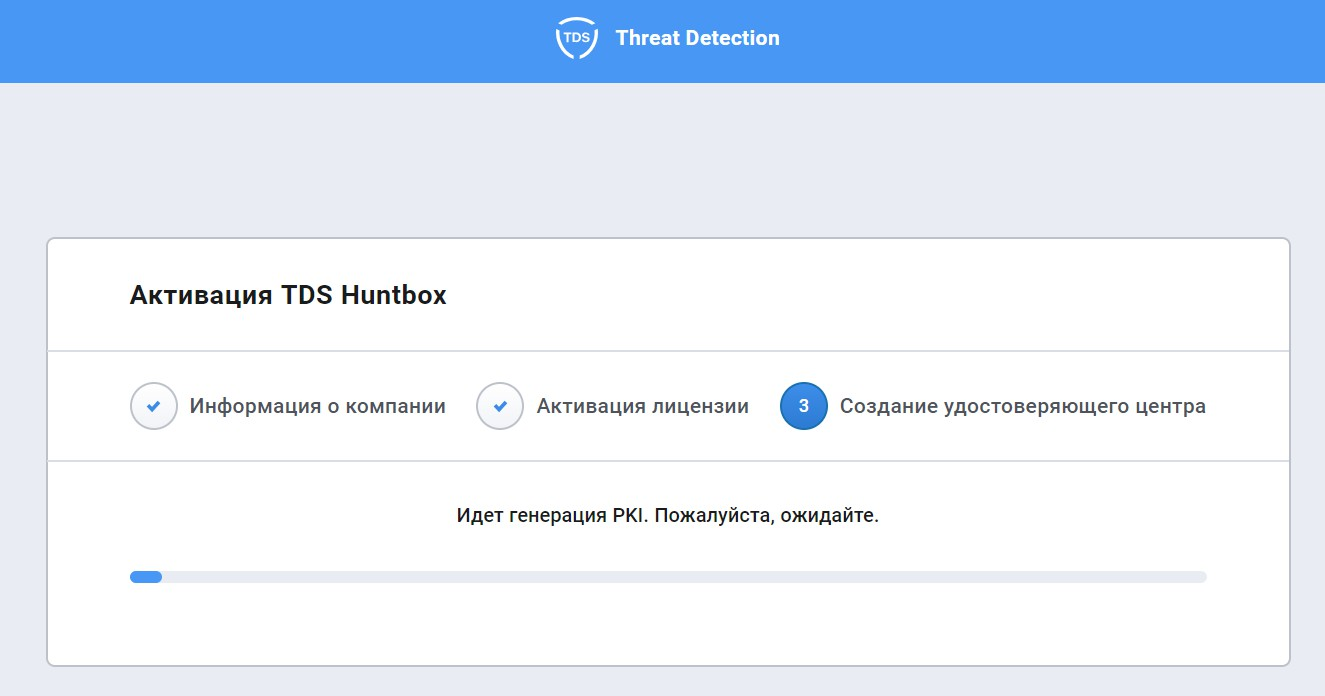 TDS Threat Detection
Активация TDS Huntbox
Информация о компании Активация лицензии 3 Создание удостоверяющего центра
Идет генерация PKI. Пожалуйста, ожидайте.